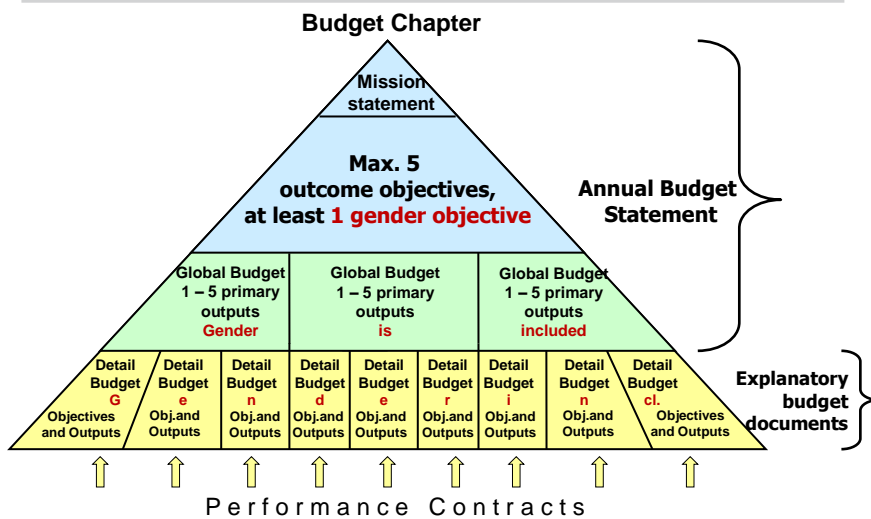 Budget Chapter
Mission
statement
Max. 5
outcome objectives,
at least 1 gender objective
Annual Budget
Statement
Global Budget
1 – 5 primary
outputs
Gender
Global Budget
1 – 5 primary
outputs
is
Global Budget
1 – 5 primary
outputs
included
Detail
Budget
G
Objectives
and Outputs
Detail
Budget
e
Obj.and
Outputs
Detail
Budget
n
Obj.and
Outputs
Detail
Budget
d
Obj.and
Outputs
Detail
Budget
e
Obj.and
Outputs
Detail
Budget
r
Obj.and
Outputs
Detail
Budget
i
Obj.and
Outputs
Detail
Budget
n
Obj.and
Outputs
Detail
Budget
cl.
Objectives
and Outputs
Explanatory
budget
documents
Performance Contracts